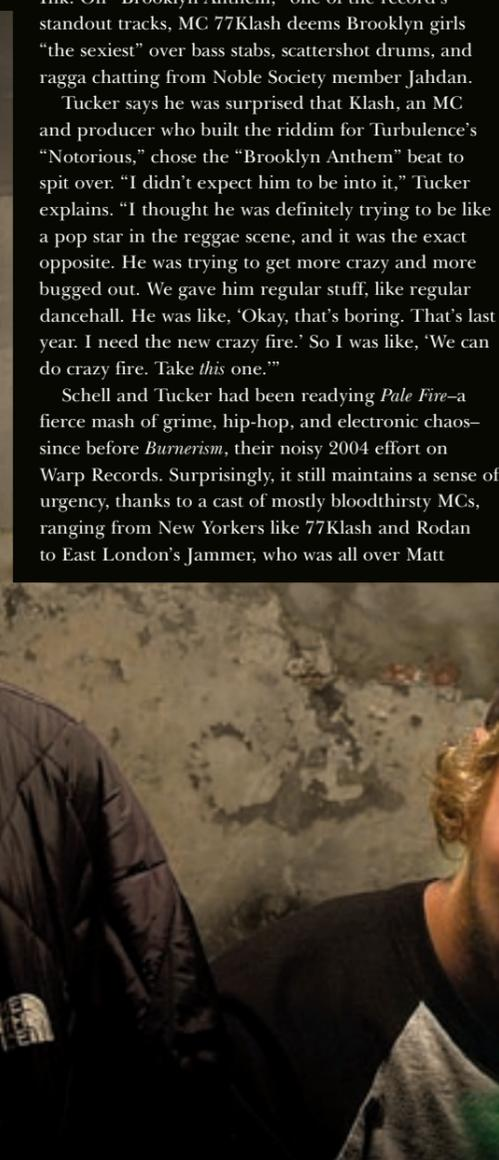 Ink. On “Brooklyn Anthem,” one of the record’s
standout tracks, MC 77Klash deems Brooklyn girls
“the sexiest” over bass stabs, scattershot drums, and
ragga chatting from Noble Society member Jahdan.
Tucker says he was surprised that Klash, an MC
and producer who built the riddim for Turbulence’s
“Notorious,” chose the “Brooklyn Anthem” beat to
spit over. “I didn’t expect him to be into it,” Tucker
explains. “I thought he was definitely trying to be like
a pop star in the reggae scene, and it was the exact
opposite. He was trying to get more crazy and more
bugged out. We gave him regular stuff, like regular
dancehall. He was like, ‘Okay, that’s boring. That’s last
year. I need the new crazy fire.’ So I was like, ‘We can
do crazy fire. Take this one.’”
Schell and Tucker had been readying Pale Fire–a
fierce mash of grime, hip-hop, and electronic chaos–
since before Burnerism, their noisy 2004 effort on
Warp Records. Surprisingly, it still maintains a sense of
urgency, thanks to a cast of mostly bloodthirsty MCs,
ranging from New Yorkers like 77Klash and Rodan
to East London’s Jammer, who was all over Matt